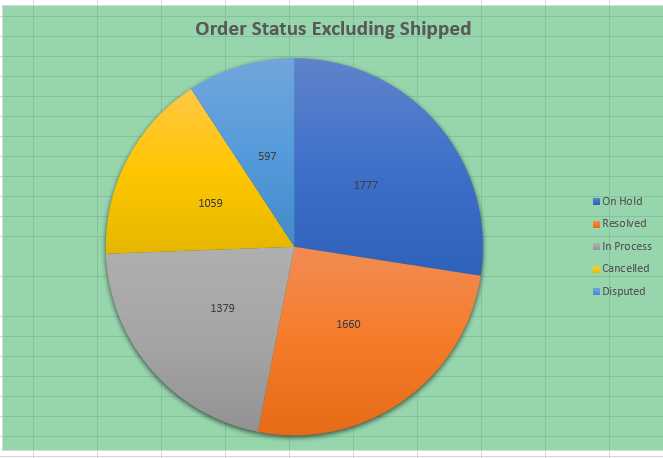 Order Status Excluding Shipped
597
1777
1059
1379
1660
On Hold
Resolved
In Process
Cancelled
Disputed